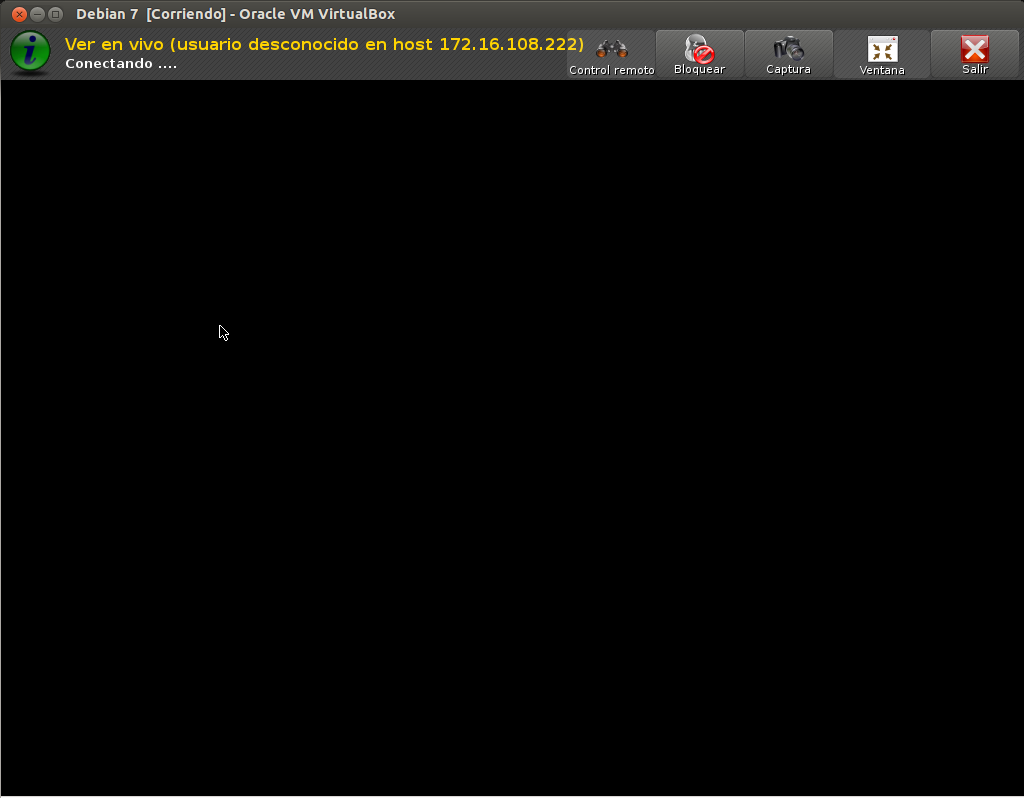 Debian 7 [Corriendo] - Oracle VM VirtualBox
Ver en vivo (usuario desconocido en host 172.16.108.222)
Conectando ....
Control remoto
Bloquear
Captura
Ventana
Salir